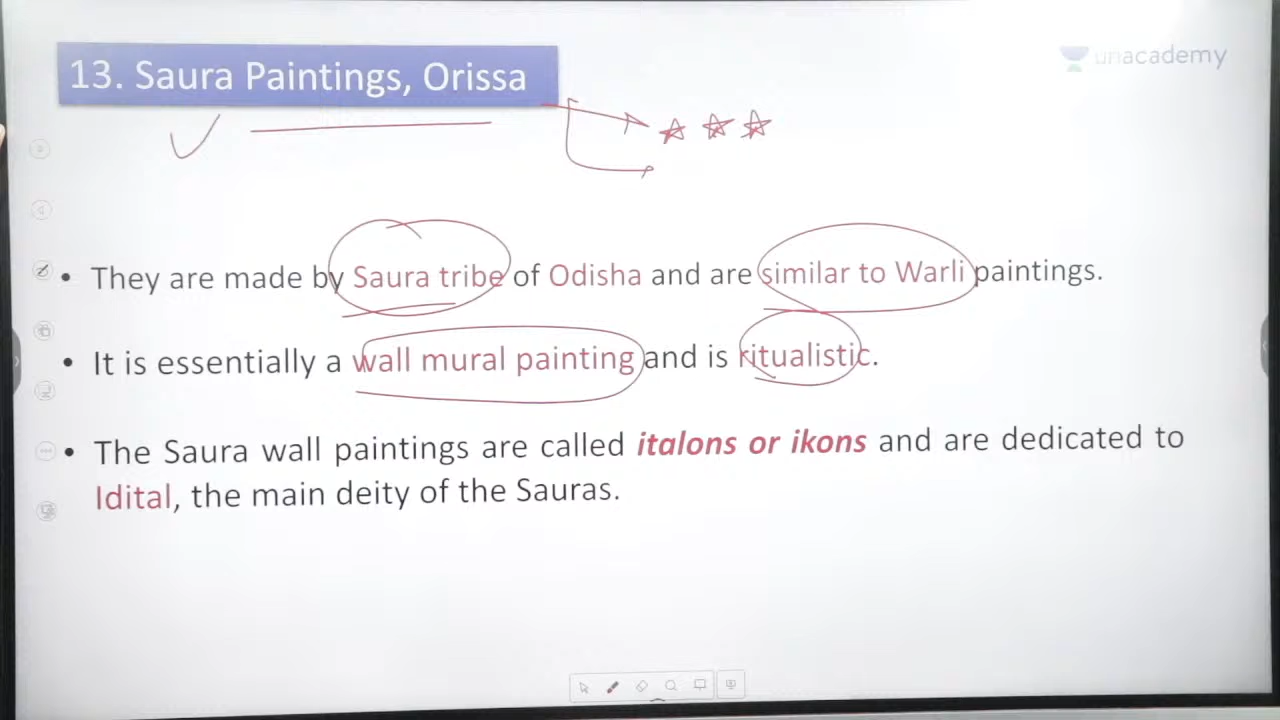 13. Saura Paintings, Orissa
unacademy
• They are made by Saura tribe of Odisha and are similar to Warli paintings.
• It is essentially a wall mural painting and is ritualistic.
• The Saura wall paintings are called italons or ikons and are dedicated to
Idital, the main deity of the Sauras.